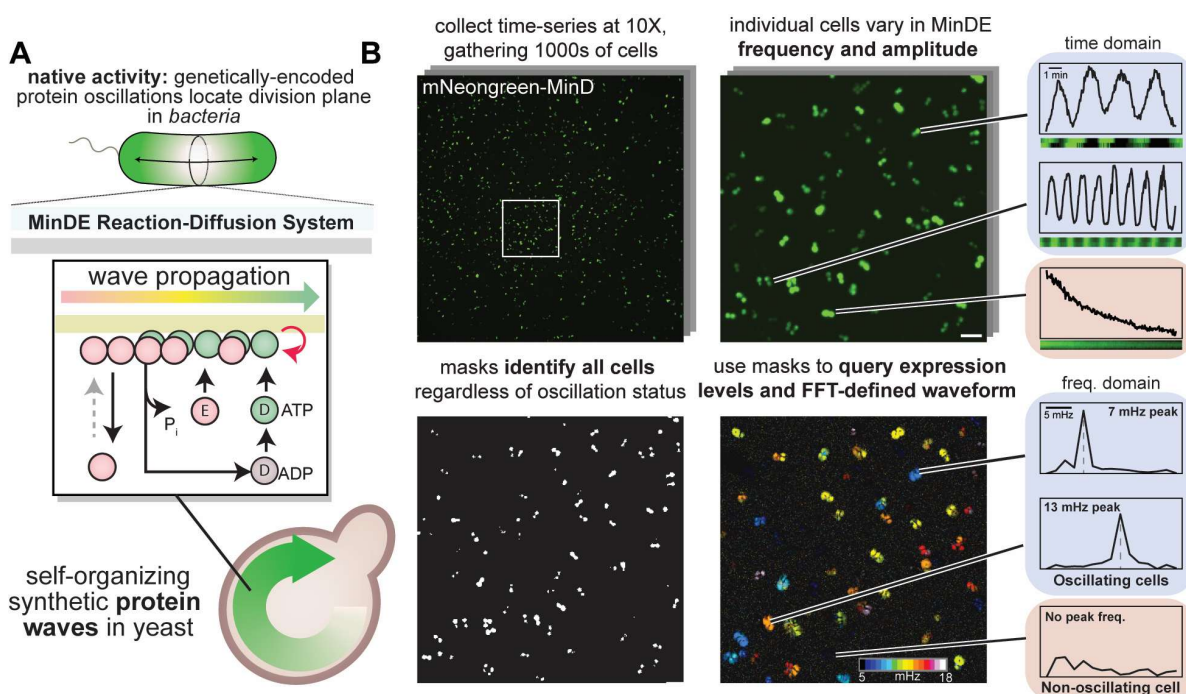 A
native activity: genetically-encoded
protein oscillations locate division plane
in bacteria
MinDE Reaction-Diffusion System
wave propagation
E
D
ATP
Pi
D
ADP
self-organizing
synthetic protein
waves in yeast
B
collect time-series at 10X,
gathering 1000s of cells
mNeongreen-MinD
individual cells vary in MinDE
frequency and amplitude
time domain
1 min
masks identify all cells
regardless of oscillation status
use masks to query expression
levels and FFT-defined waveform
5
mHz
18
freq. domain
5 mHz
7 mHz peak
13 mHz peak
Oscillating cells
No peak freq.
Non-oscillating cell